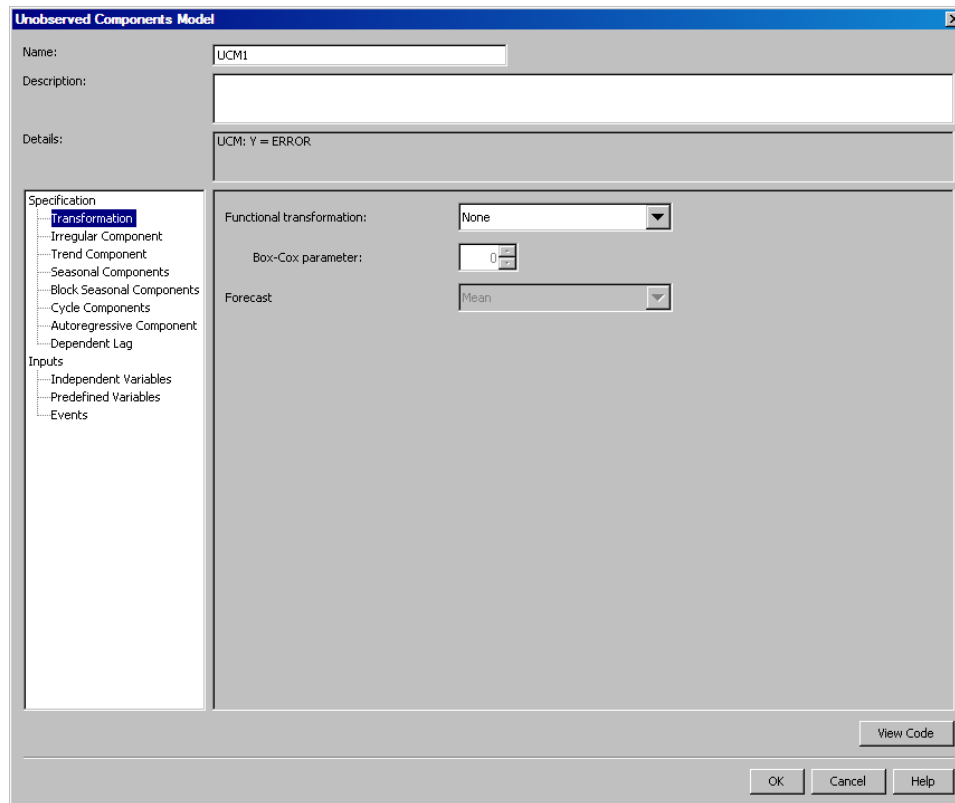 Unobserved Components Model
Name:
UCM1
Description:
Details:
UCM: Y = ERROR
Specification
Transformation
Irregular Component
Trend Component
Seasonal Components
Block Seasonal Components
Cycle Components
Autoregressive Component
Dependent Lag
Inputs
Independent Variables
Predefined Variables
Events
Functional transformation:
None
Box-Cox parameter:
0
Forecast
Mean
View Code
OK
Cancel
Help